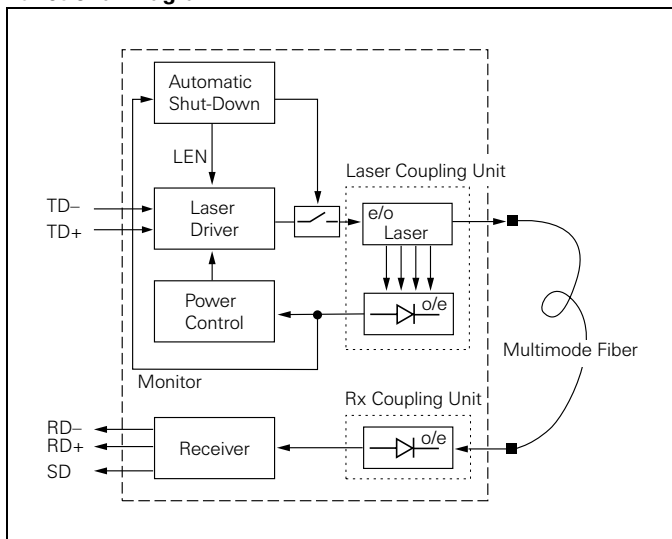 Automatic
Shut-Down
LEN
Laser Coupling Unit
TD−
TD+
Laser
Driver
e/o
Laser
Power
Control
o/e
Multimode Fiber
Monitor
Rx Coupling Unit
RD−
RD+
SD
Receiver
o/e